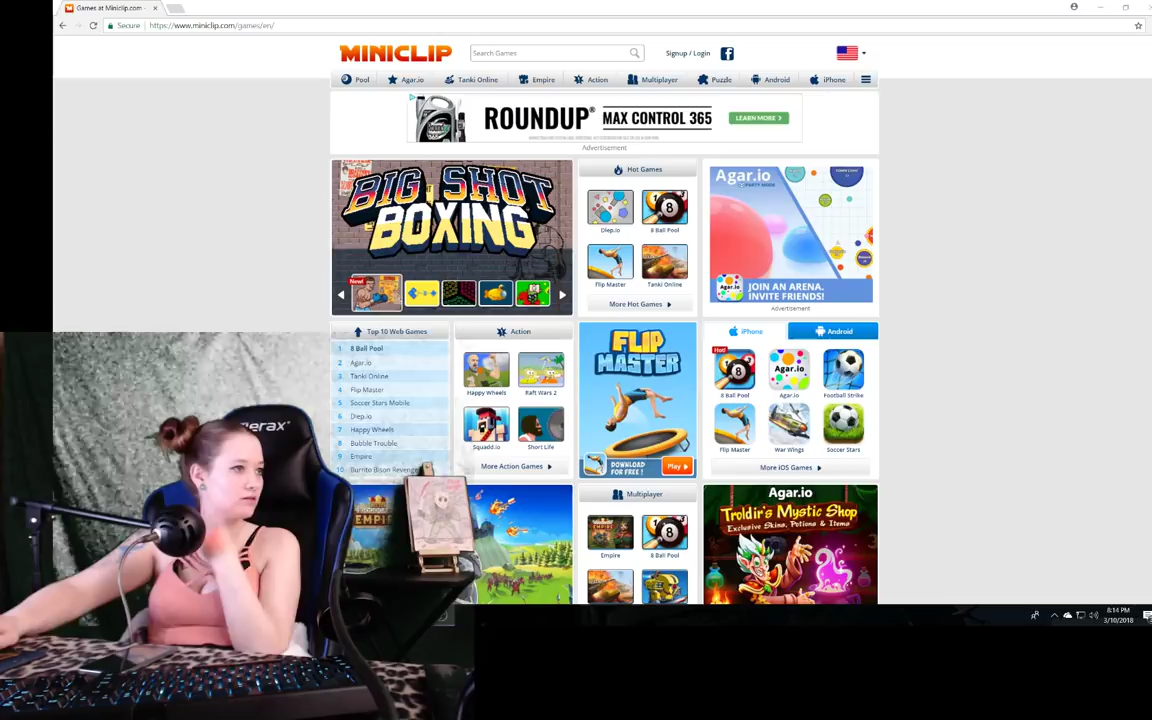 Games at Miniclip.com -
Secure
https://www.miniclip.com/games/en/
MINICLIP
Search Games
Signup / Login
Pool
Agar.io
Tanki Online
Empire
Action
Multiplayer
Puzzle
Android
iPhone
ROUNDUP® MAX CONTROL 365
LEARN MORE
Advertisement
BIG SHOT
BOXING
New!
Hot Games
Diep.io
8 Ball Pool
Flip Master
Tanki Online
More Hot Games
Agar.io
PARTY MODE
JOIN AN ARENA.
INVITE FRIENDS!
Advertisement
Top 10 Web Games
1 8 Ball Pool
2 Agar.io
3 Tanki Online
4 Flip Master
5 Soccer Stars Mobile
6 Diep.io
7 Happy Wheels
8 Bubble Trouble
9 Empire
10 Burrito Bison Revenge
Action
Happy Wheels
Raft Wars 2
Squadd.io
Short Life
More Action Games
FLIP
MASTER
DOWNLOAD
FOR FREE!
Play
iPhone
Android
Hot!
8 Ball Pool
Agar.io
Football Strike
Flip Master
War Wings
Soccer Stars
More iOS Games
EMPIRE
Multiplayer
Empire
8 Ball Pool
Agar.io
Troldir's Mystic Shop
Exclusive Skins, Potions & Items
8:14 PM
3/10/2018